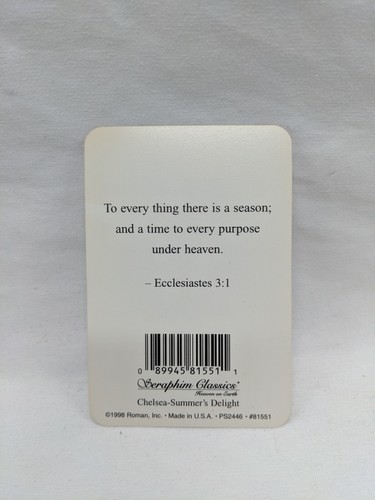 To every thing there is a season;
and a time to every purpose
under heaven.
– Ecclesiastes 3:1
0 89945 81551 1
Seraphim Classics®
Heaven on Earth
Chelsea-Summer's Delight
©1998 Roman, Inc. • Made in U.S.A. • PS2446 • #81551